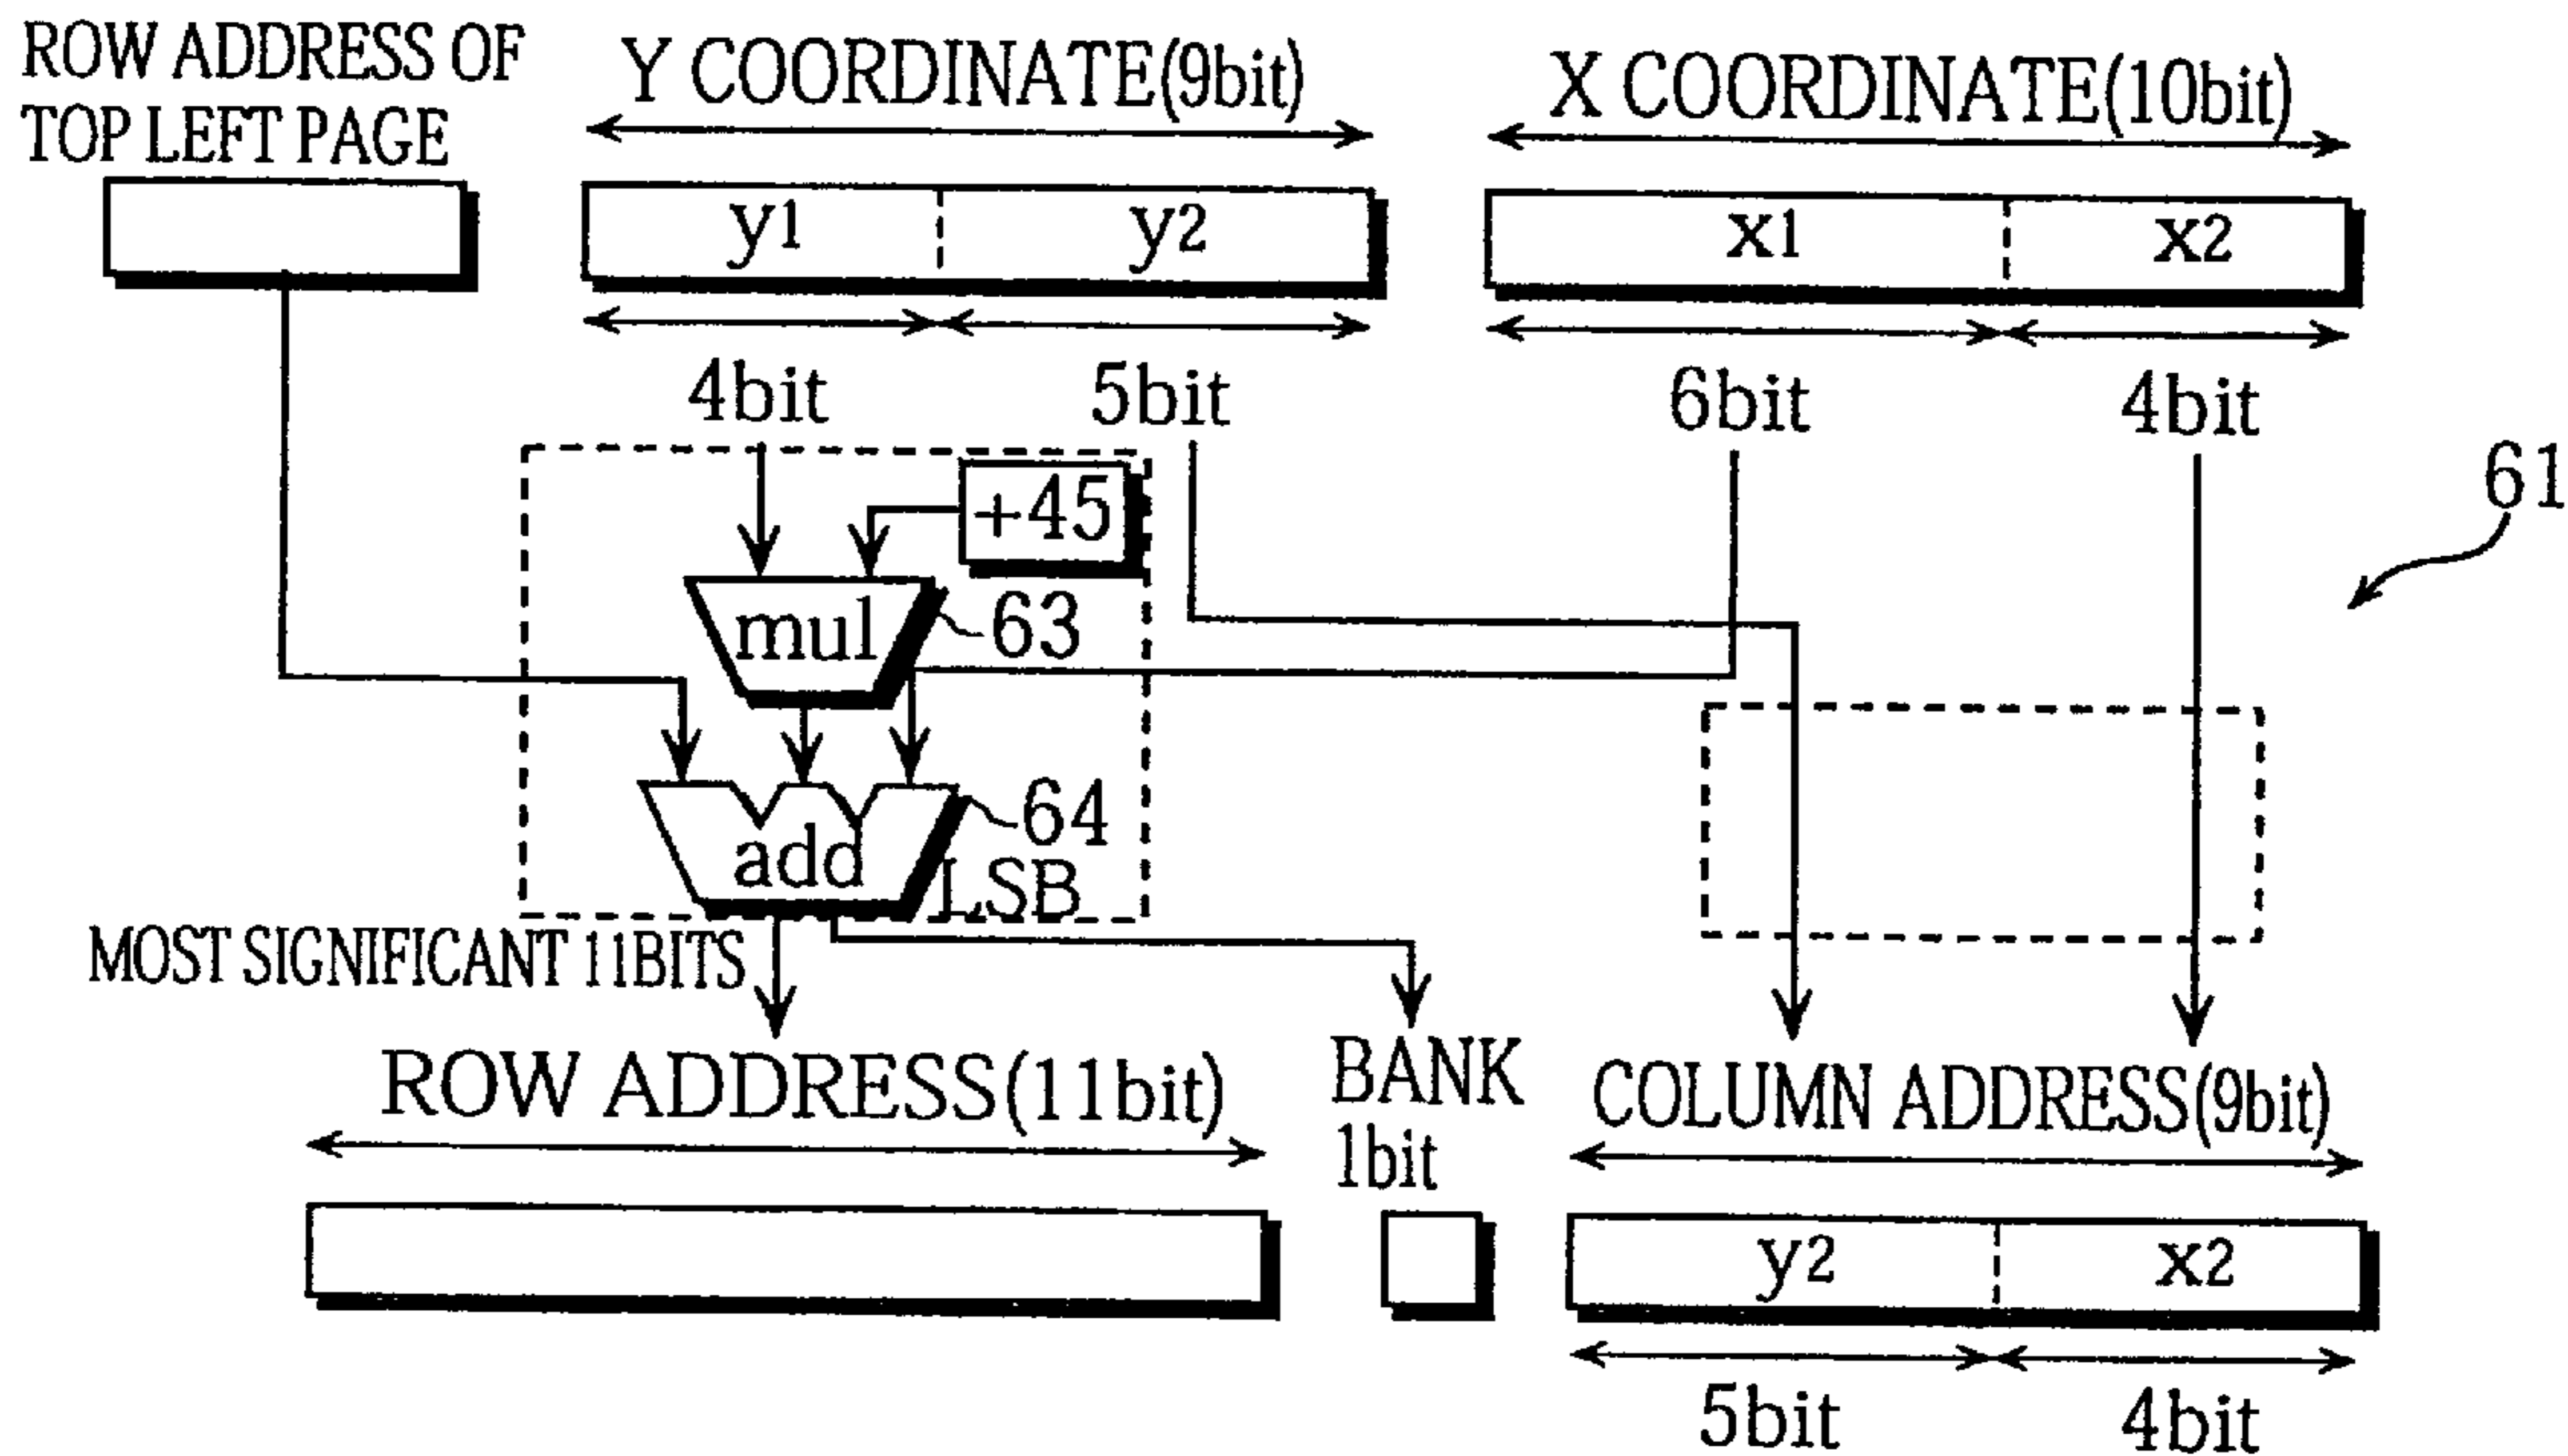 ROW ADDRESS OF
TOP LEFT PAGE
Y COORDINATE(9bit)
X COORDINATE(10bit)
y1
y2
x1
x2
4bit
5bit
6bit
4bit
+45
61
mul
63
add
64
LSB
MOST SIGNIFICANT 11BITS
ROW ADDRESS(11bit)
BANK
1bit
COLUMN ADDRESS(9bit)
y2
x2
5bit
4bit